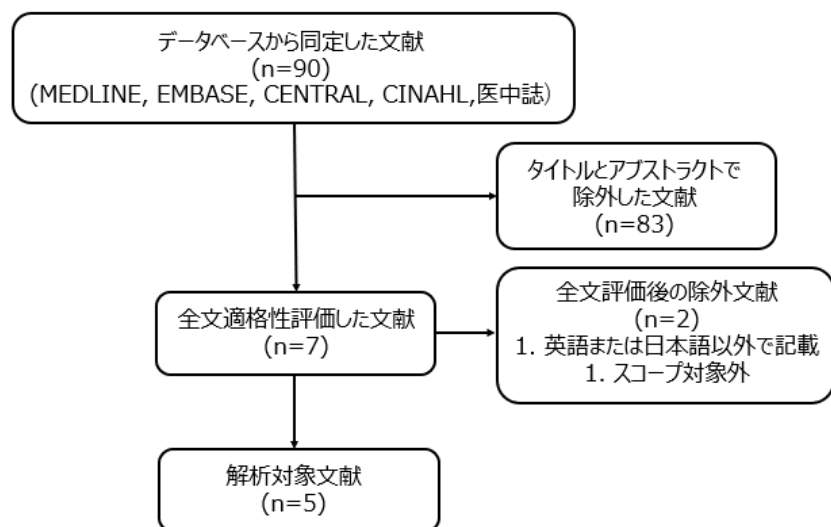 データベースから同定した文献
(n=90)
(MEDLINE, EMBASE, CENTRAL, CINAHL,医中誌)
タイトルとアブストラクトで
除外した文献
(n=83)
全文適格性評価した文献
(n=7)
全文評価後の除外文献
(n=2)
1. 英語または日本語以外で記載
1. スコープ対象外
解析対象文献
(n=5)